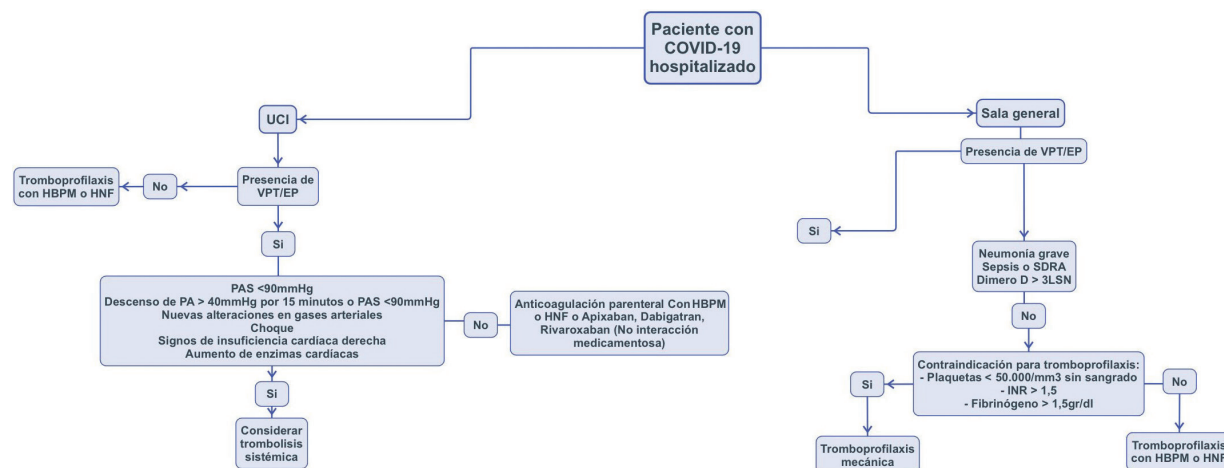 Paciente con
COVID-19
hospitalizado
UCI
Sala general
Presencia de VPT/EP
Tromboprofilaxis
con HBPM o HNF
No
Presencia de
VPT/EP
Si
Si
Neumonía grave
Sepsis o SDRA
Dimero D > 3LSN
PAS <90mmHg
Descenso de PA > 40mmHg por 15 minutos o PAS <90mmHg
Nuevas alteraciones en gases arteriales
Choque
Signos de insuficiencia cardíaca derecha
Aumento de enzimas cardíacas
No
Anticoagulación parenteral Con HBPM
o HNF o Apixaban, Dabigatran,
Rivaroxaban (No interacción
medicamentosa)
No
Si
Considerar
trombolisis
sistémica
Contraindicación para tromboprofilaxis:
- Plaquetas < 50.000/mm3 sin sangrado
- INR > 1,5
- Fibrinógeno > 1,5gr/dl
Si
No
Tromboprofilaxis
mecánica
Tromboprofilaxis
con HBPM o HNF